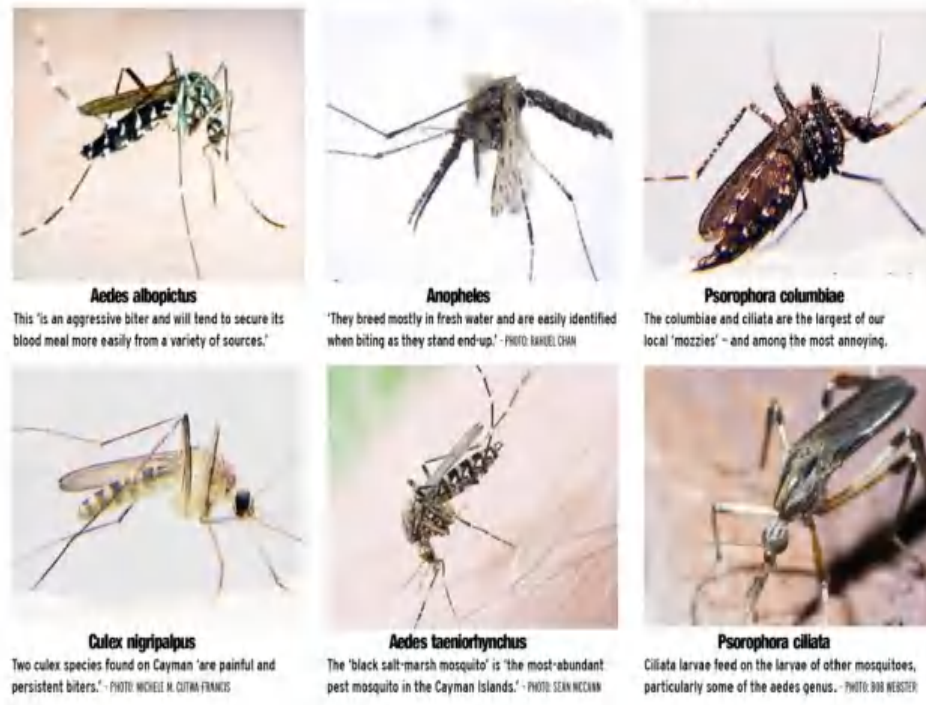 Aedes albopictus
This 'is an aggressive biter and will tend to secure its
blood meal more easily from a variety of sources.'
Anopheles
'They breed mostly in fresh water and are easily identified
when biting as they stand end-up.' - PHOTO: RAHUEL CHAN
Psorophora columbiae
The columbiae and ciliata are the largest of our
local 'mozzies' – and among the most annoying.
Culex nigripalpus
Two culex species found on Cayman 'are painful and
persistent biters.' - PHOTO: MICHELE M. CUTWA-FRANCIS
Aedes taeniorhynchus
The 'black salt-marsh mosquito' is 'the most-abundant
pest mosquito in the Cayman Islands.' - PHOTO: SEAN MCCANN
Psorophora ciliata
Ciliata larvae feed on the larvae of other mosquitoes,
particularly some of the aedes genus. - PHOTO: BOB WEBSTER